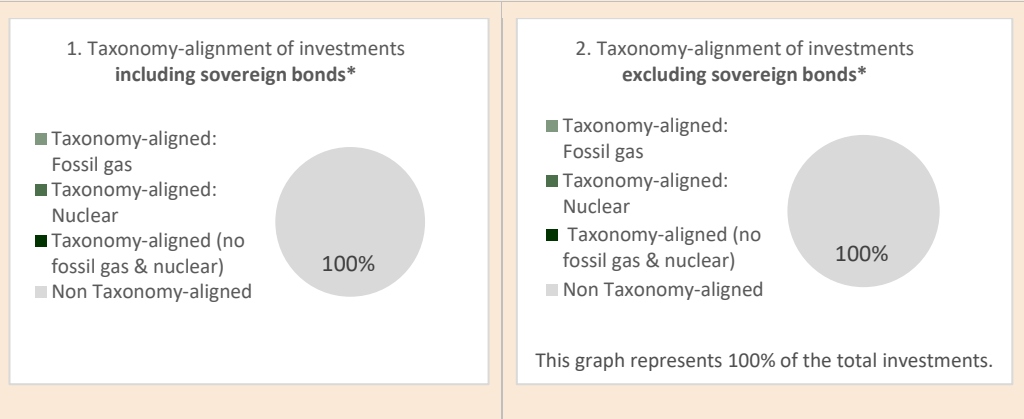 1. Taxonomy-alignment of investments
including sovereign bonds*
Taxonomy-aligned:
Fossil gas
Taxonomy-aligned:
Nuclear
Taxonomy-aligned (no
fossil gas & nuclear)
Non Taxonomy-aligned
100%
2. Taxonomy-alignment of investments
excluding sovereign bonds*
Taxonomy-aligned:
Fossil gas
Taxonomy-aligned:
Nuclear
Taxonomy-aligned (no
fossil gas & nuclear)
Non Taxonomy-aligned
100%
This graph represents 100% of the total investments.